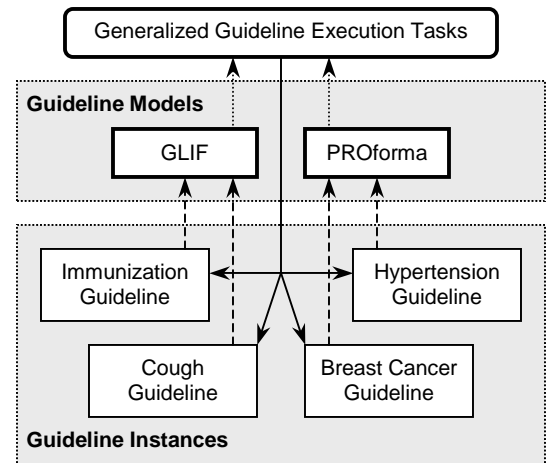 Generalized Guideline Execution Tasks
Guideline Models
GLIF
PROforma
Immunization
Guideline
Hypertension
Guideline
Cough
Guideline
Breast Cancer
Guideline
Guideline Instances